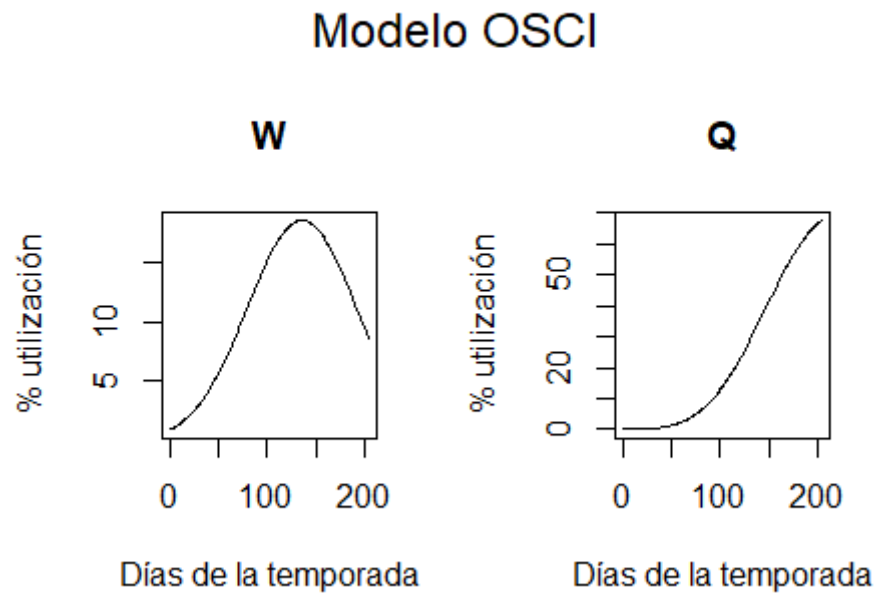 Modelo OSCI
W
% utilización
5
10
0
100
200
Días de la temporada
Q
% utilización
0
20
50
0
100
200
Días de la temporada